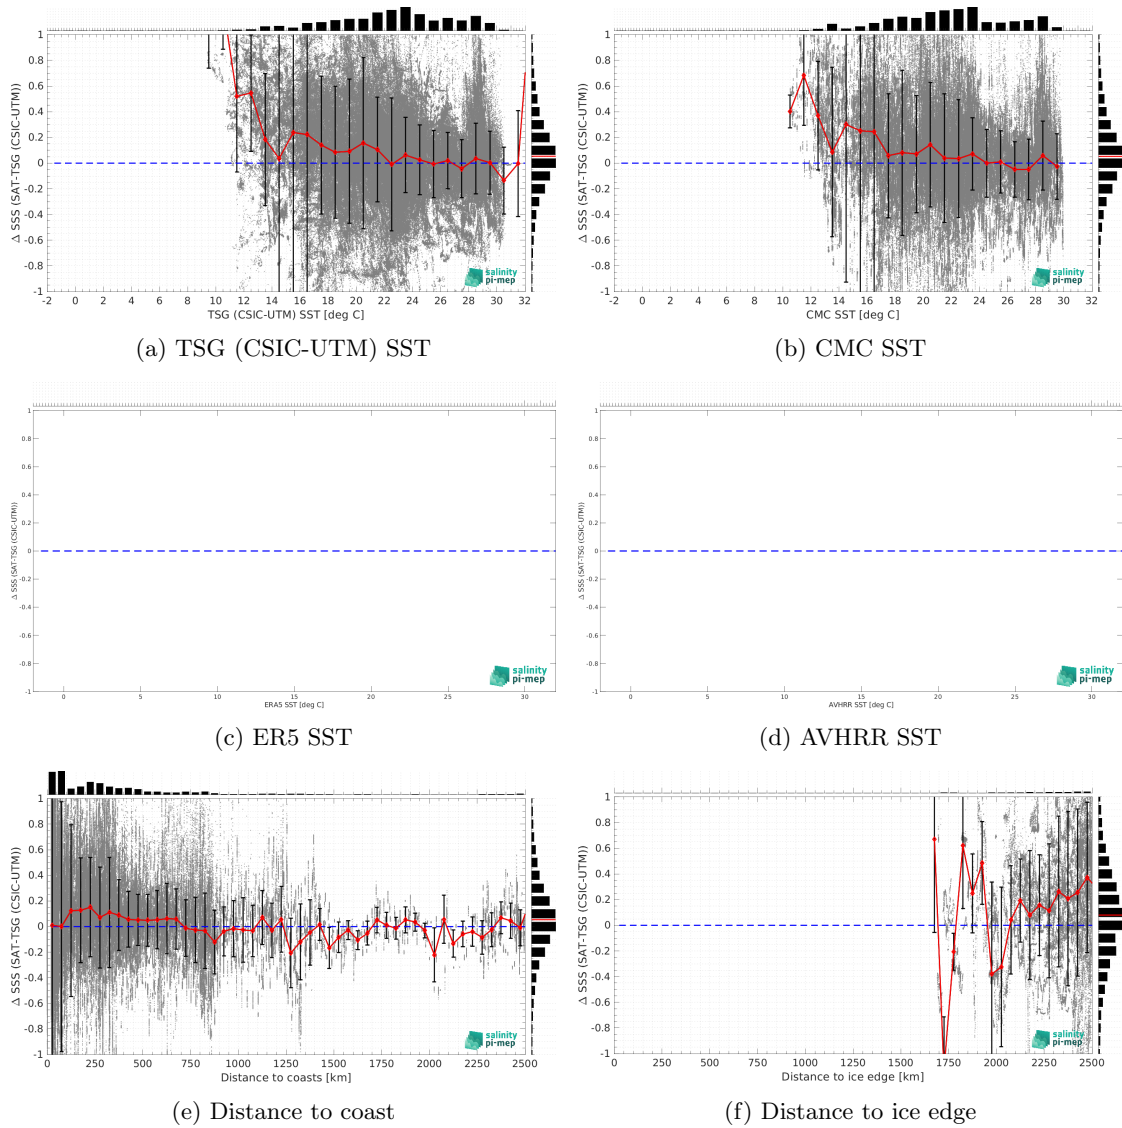 1
0.8
0.6
0.4
0.2
0
-0.2
-0.4
-0.6
-0.8
-1
Δ SSS (SAT-TSG (CSIC-UTM))
-2 0 2 4 6 8 10 12 14 16 18 20 22 24 26 28 30 32
TSG (CSIC-UTM) SST [deg C]
salinity
pi-mep
(a) TSG (CSIC-UTM) SST
1
0.8
0.6
0.4
0.2
0
-0.2
-0.4
-0.6
-0.8
-1
Δ SSS (SAT-TSG (CSIC-UTM))
-2 0 2 4 6 8 10 12 14 16 18 20 22 24 26 28 30 32
CMC SST [deg C]
salinity
pi-mep
(b) CMC SST
1
0.8
0.6
0.4
0.2
0
-0.2
-0.4
-0.6
-0.8
-1
Δ SSS (SAT-TSG (CSIC-UTM))
0 5 10 15 20 25 30
ERA5 SST [deg C]
salinity
pi-mep
(c) ER5 SST
1
0.8
0.6
0.4
0.2
0
-0.2
-0.4
-0.6
-0.8
-1
Δ SSS (SAT-TSG (CSIC-UTM))
0 5 10 15 20 25 30
AVHRR SST [deg C]
salinity
pi-mep
(d) AVHRR SST
1
0.8
0.6
0.4
0.2
0
-0.2
-0.4
-0.6
-0.8
-1
Δ SSS (SAT-TSG (CSIC-UTM))
0 250 500 750 1000 1250 1500 1750 2000 2250 2500
Distance to coasts [km]
salinity
pi-mep
(e) Distance to coast
1
0.8
0.6
0.4
0.2
0
-0.2
-0.4
-0.6
-0.8
-1
Δ SSS (SAT-TSG (CSIC-UTM))
0 250 500 750 1000 1250 1500 1750 2000 2250 2500
Distance to ice edge [km]
salinity
pi-mep
(f) Distance to ice edge